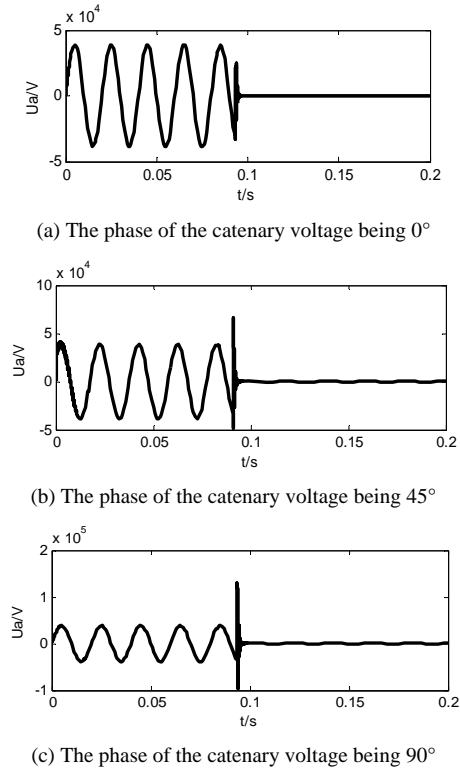 x 10^4
5
0
-5
Ua/V
0 0.05 0.1 0.15 0.2
t/s
(a) The phase of the catenary voltage being 0°
x 10^4
10
5
0
-5
Ua/V
0 0.05 0.1 0.15 0.2
t/s
(b) The phase of the catenary voltage being 45°
x 10^5
2
1
0
-1
Ua/V
0 0.05 0.1 0.15 0.2
t/s
(c) The phase of the catenary voltage being 90°